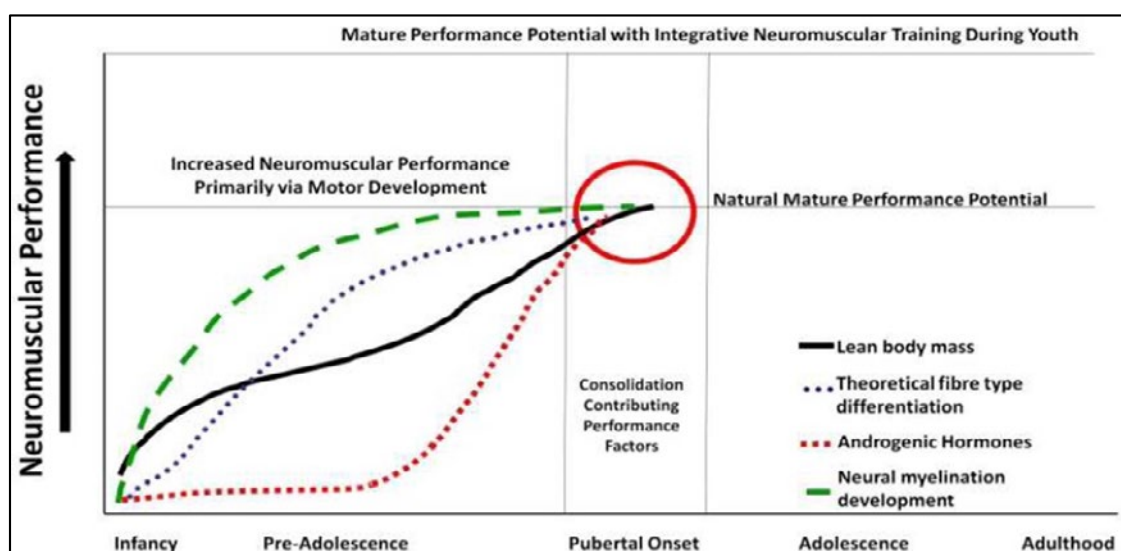 Mature Performance Potential with Integrative Neuromuscular Training During Youth
Neuromuscular Performance
Increased Neuromuscular Performance
Primarily via Motor Development
Natural Mature Performance Potential
Consolidation
Contributing
Performance
Factors
Lean body mass
Theoretical fibre type
differentiation
Androgenic Hormones
Neural myelination
development
Infancy
Pre-Adolescence
Pubertal Onset
Adolescence
Adulthood